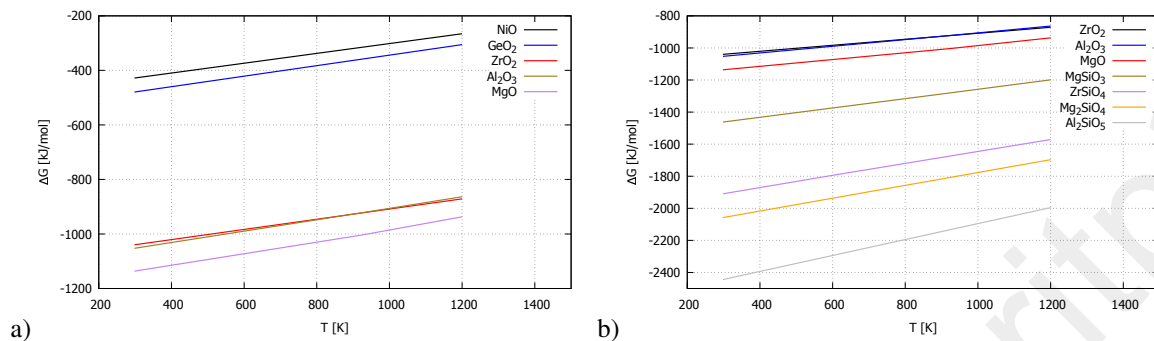 -200
-400
-600
-800
-1000
-1200
200
400
600
800
1000
1200
1400
ΔG [kJ/mol]
T [K]
NiO
GeO₂
ZrO₂
Al₂O₃
MgO
a)
-800
-1000
-1200
-1400
-1600
-1800
-2000
-2200
-2400
200
400
600
800
1000
1200
1400
ΔG [kJ/mol]
T [K]
ZrO₂
Al₂O₃
MgO
MgSiO₃
ZrSiO₄
Mg₂SiO₄
Al₂SiO₅
b)